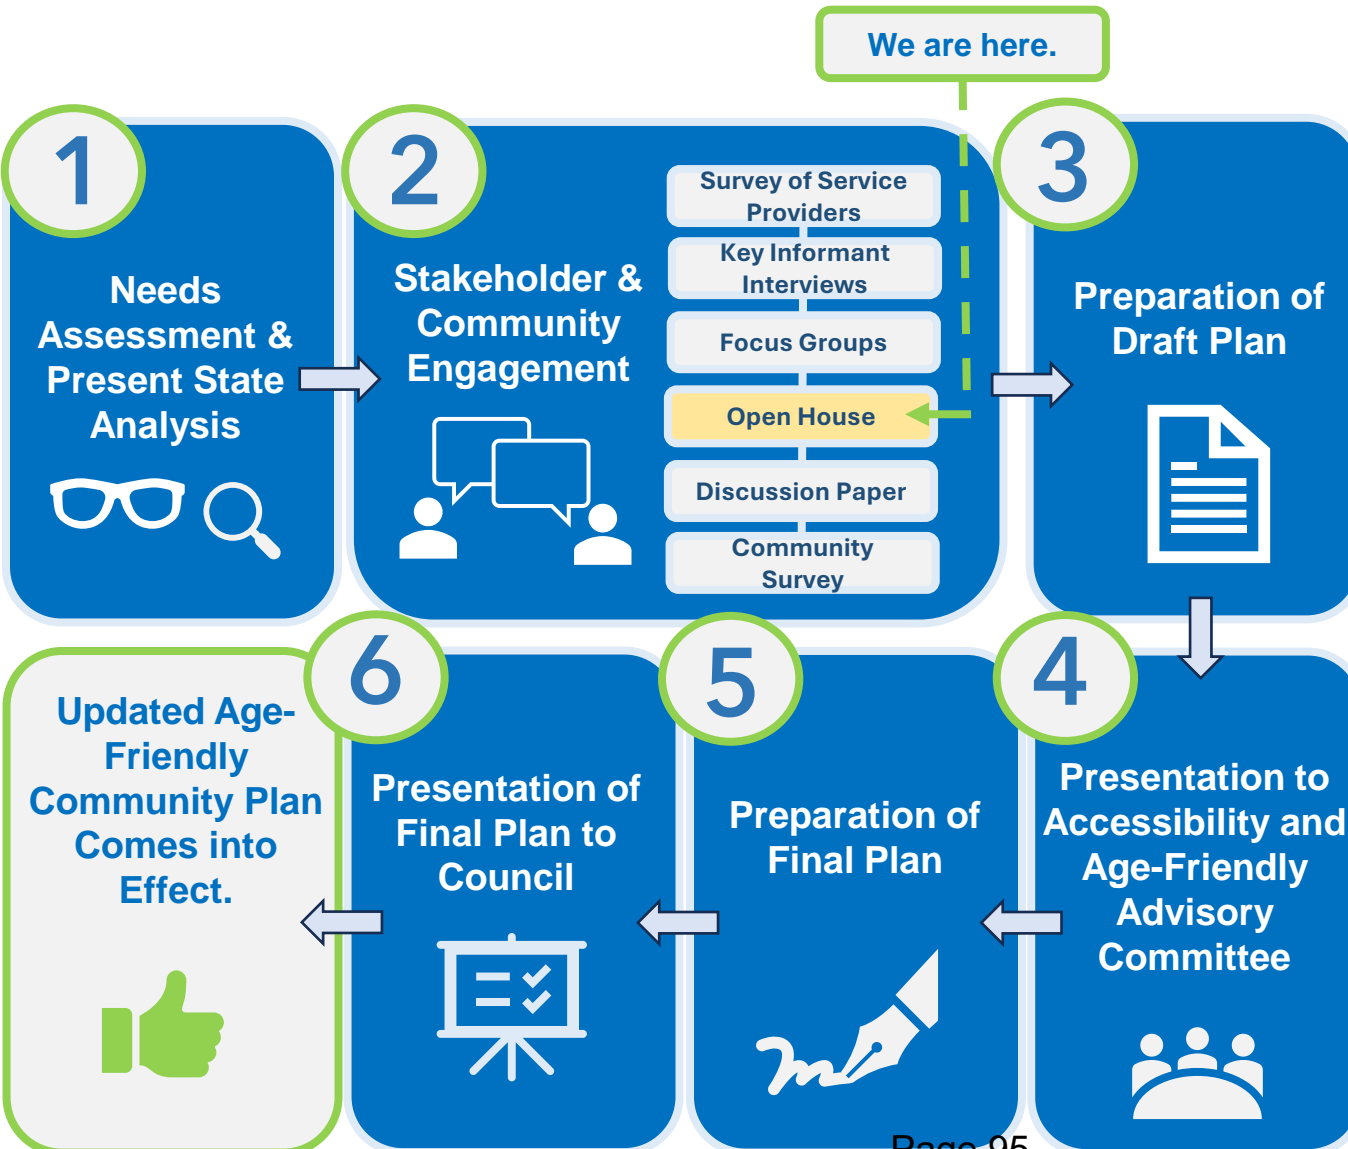 We are here.
1
Needs
Assessment &
Present State
Analysis
2
Stakeholder &
Community
Engagement
Survey of Service
Providers
Key Informant
Interviews
Focus Groups
Open House
Discussion Paper
Community
Survey
3
Preparation of
Draft Plan
4
Presentation to
Accessibility and
Age-Friendly
Advisory
Committee
5
Preparation of
Final Plan
6
Presentation of
Final Plan to
Council
Updated Age-
Friendly
Community Plan
Comes into
Effect.
Page 95